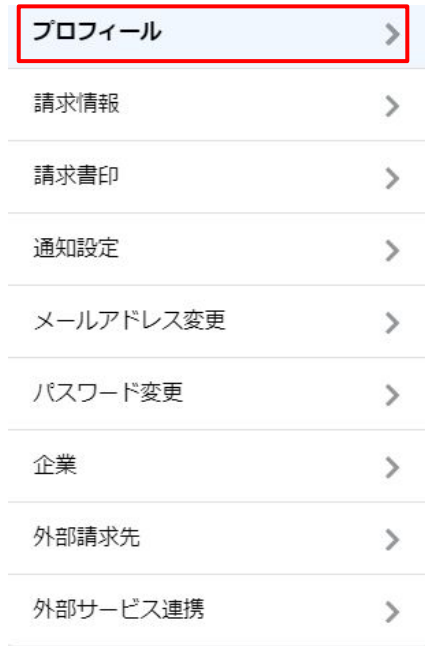 プロフィール
請求情報
請求書印
通知設定
メールアドレス変更
パスワード変更
企業
外部請求先
外部サービス連携